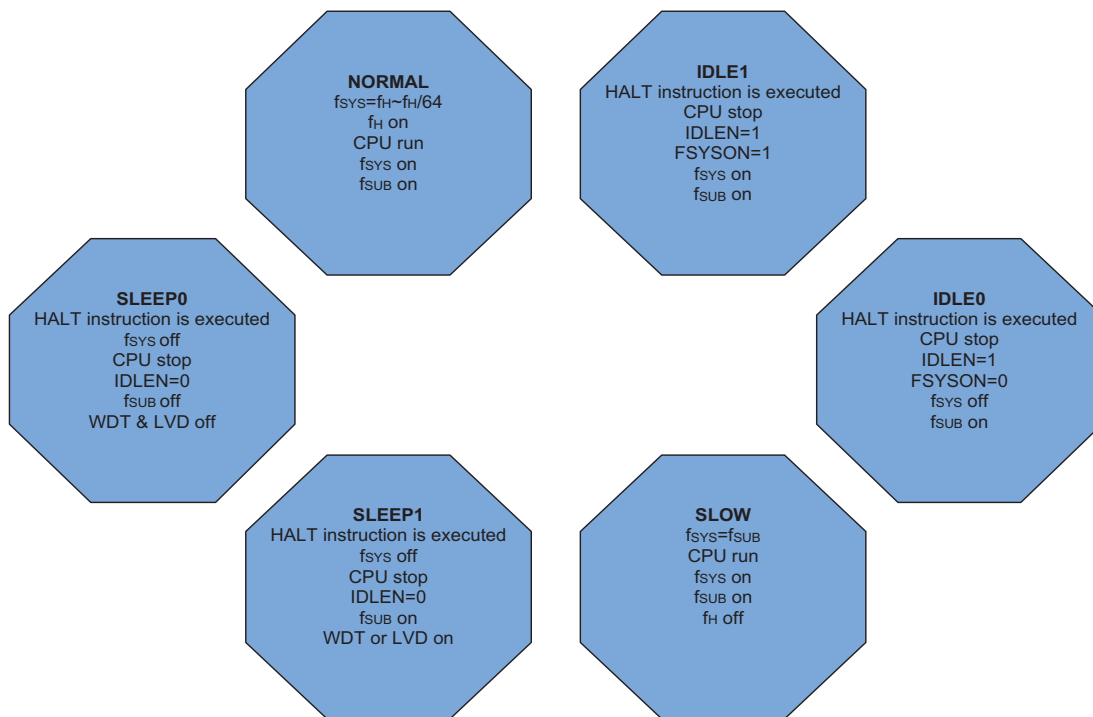 NORMAL
fSYS=fH~fH/64
fH on
CPU run
fSYS on
fSUB on
IDLE1
HALT instruction is executed
CPU stop
IDLEN=1
FSYSON=1
fSYS on
fSUB on
SLEEP0
HALT instruction is executed
fSYS off
CPU stop
IDLEN=0
fSUB off
WDT & LVD off
IDLE0
HALT instruction is executed
CPU stop
IDLEN=1
FSYSON=0
fSYS off
fSUB on
SLEEP1
HALT instruction is executed
fSYS off
CPU stop
IDLEN=0
fSUB on
WDT or LVD on
SLOW
fSYS=fSUB
CPU run
fSYS on
fSUB on
fH off